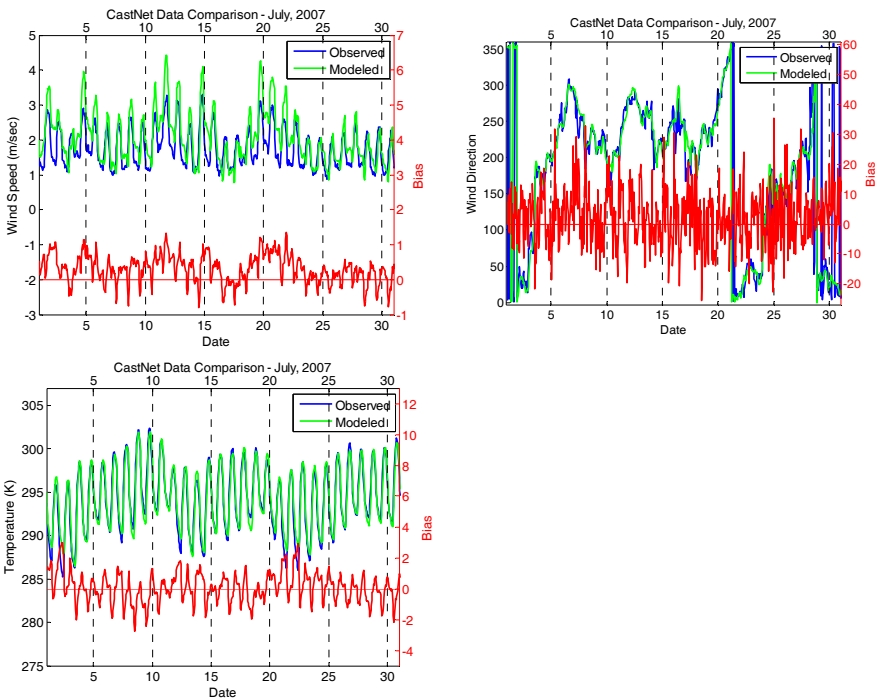 CastNet Data Comparison - July, 2007
5 10 15 20 25 30
5 7
Observed
Modeled
4 6
3 5
2 4
1 3
0 2
-1 1
-2 0
-3 -1
Wind Speed (m/sec)
Bias
5 10 15 20 25 30
Date
CastNet Data Comparison - July, 2007
5 10 15 20 25 30
350 60
Observed
Modeled
300 50
250 40
200 30
150 20
100 10
50 0
0 -10
-20
Wind Direction
Bias
5 10 15 20 25 30
Date
CastNet Data Comparison - July, 2007
5 10 15 20 25 30
305 12
Observed
Modeled
300 10
295 8
290 6
285 4
280 2
275 0
-2
-4
Temperature (K)
Bias
5 10 15 20 25 30
Date